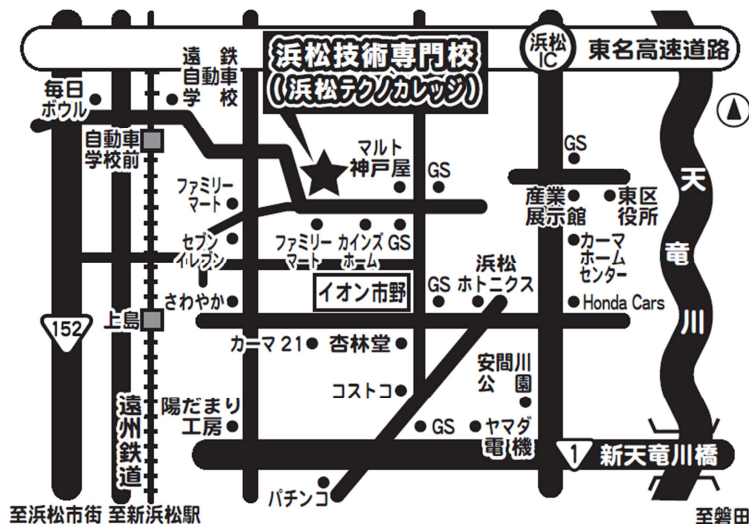 浜松技術専門校
(浜松テクノカレッジ)
浜松
IC
東名高速道路
遠鉄
自動車
学校
毎日
ボウル
自動車
学校前
マルト
神戸屋
GS
GS
産業
展示館
東区
役所
天竜川
ファミリー
マート
セブン
イレブン
ファミリー
マート
カインズ
ホーム
GS
カーマ
ホーム
センター
浜松
ホトニクス
イオン市野
GS
さわやか
Honda Cars
152
上島
カーマ21
杏林堂
安間川
公園
コストコ
遠州鉄道
陽だまり
工房
GS
ヤマダ
電機
1
新天竜川橋
パチンコ
至浜松市街
至新浜松駅
至磐田